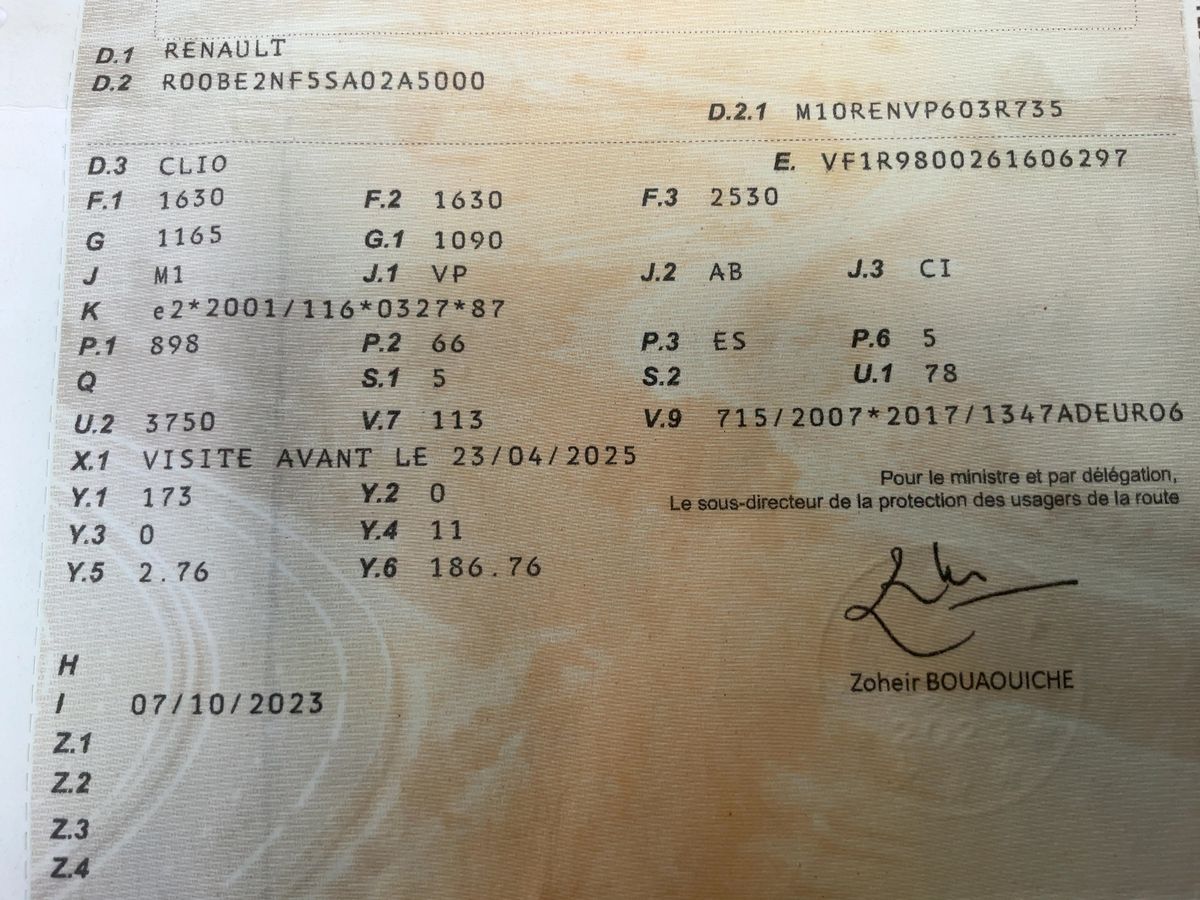 D.1 RENAULT
D.2 R00BE2NF5SA02A5000
D.2.1 M10RENVP603R735
D.3 CLIO E. VF1R9800261606297
F.1 1630 F.2 1630 F.3 2530
G 1165 G.1 1090
J M1 J.1 VP J.2 AB J.3 CI
K e2*2001/116*0327*87
P.1 898 P.2 66 P.3 ES P.6 5
Q S.1 5 S.2 U.1 78
U.2 3750 V.7 113 V.9 715/2007*2017/1347ADEURO6
X.1 VISITE AVANT LE 23/04/2025
Y.1 173 Y.2 0
Pour le ministre et par délégation,
Le sous-directeur de la protection des usagers de la route
Y.3 0 Y.4 11
Y.5 2.76 Y.6 186.76
H
Zoheir BOUAOUICHE
I 07/10/2023
Z.1
Z.2
Z.3
Z.4